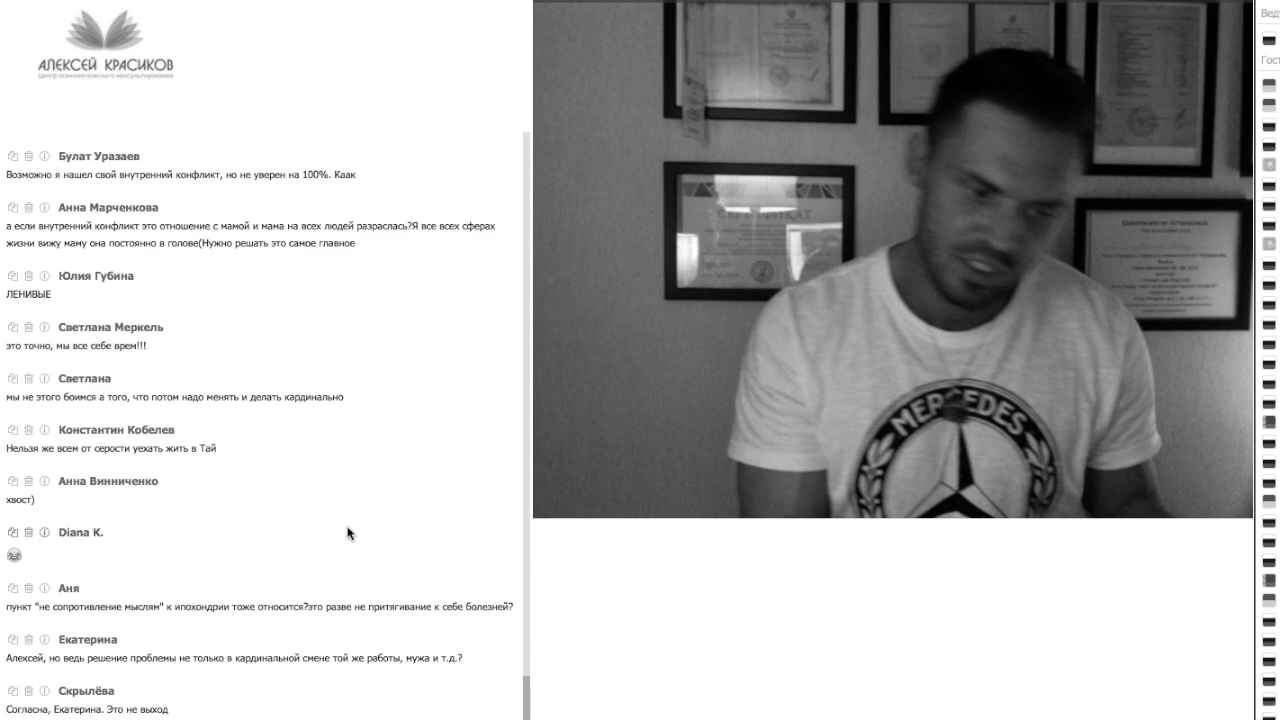 АЛЕКСЕЙ КРАСИКОВ
Центр психологического консультирования
Булат Уразаев
Возможно я нашел свой внутренний конфликт, но не уверен на 100%. Каак
Анна Марченкова
а если внутренний конфликт это отношение с мамой и мама на всех людей разраслась?Я все всех сферах
жизни вижу маму она постоянно в голове(Нужно решать это самое главное
Юлия Губина
ЛЕНИВЫЕ
Светлана Меркель
это точно, мы все себе врем!!!
Светлана
мы не этого боимся а того, что потом надо менять и делать кардинально
Константин Кобелев
Нельзя же всем от серости уехать жить в Тай
Анна Винниченко
хвост)
Diana K.
Аня
пункт "не сопротивление мыслям" к ипохондрии тоже относится?это разве не притягивание к себе болезней?
Екатерина
Алексей, но ведь решение проблемы не только в кардинальной смене той же работы, мужа и т.д.?
Скрылёва
Согласна, Екатерина. Это не выход
СЕРТИФИКАТ
MERCEDES
Вед
Гост